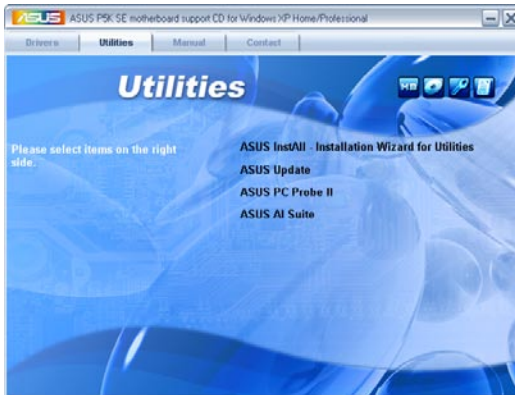 ASUS ASUS P5K SE motherboard support CD for Windows XP Home/Professional
Drivers Utilities Manual Contact
Utilities
Please select items on the right
side.
ASUS InstAll - Installation Wizard for Utilities
ASUS Update
ASUS PC Probe II
ASUS AI Suite